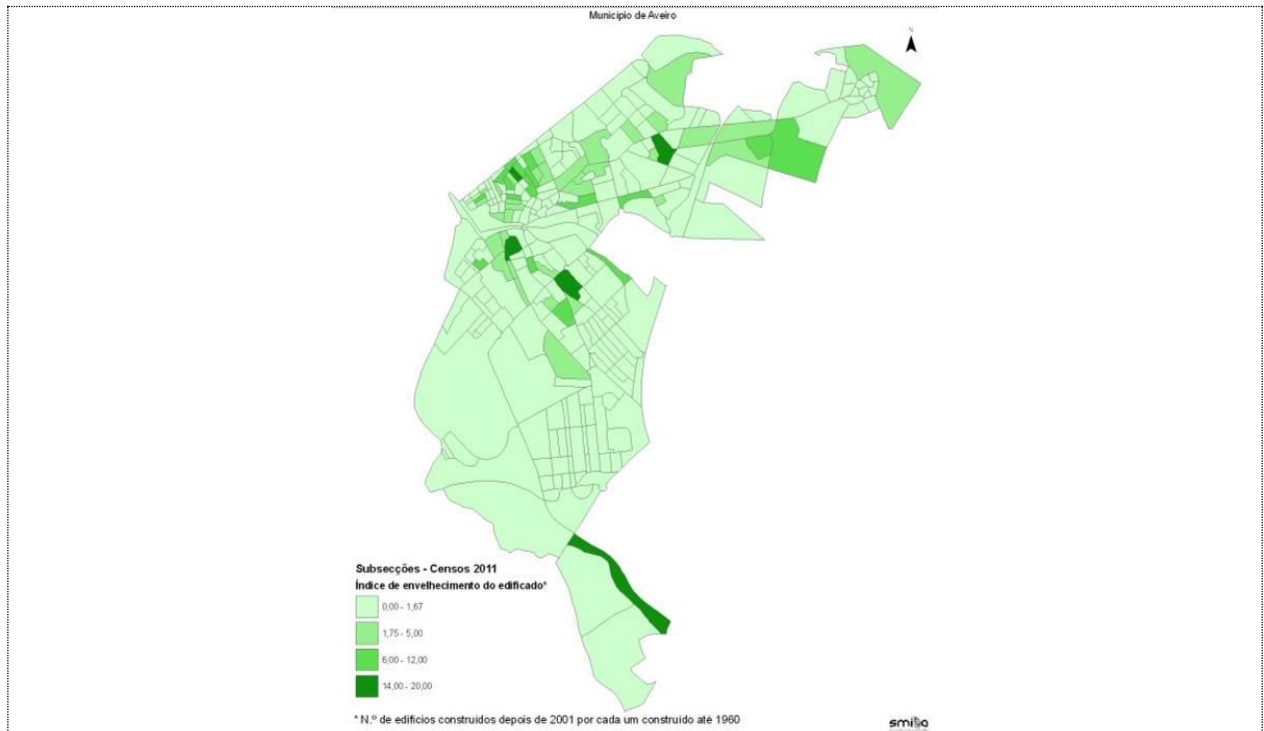 Município de Aveiro
N
Subsecções - Censos 2011
Índice de envelhecimento do edificado*
0,00 - 1,67
1,75 - 5,00
6,00 - 12,00
14,00 - 20,00
* N.º de edifícios construídos depois de 2001 por cada um construído até 1960